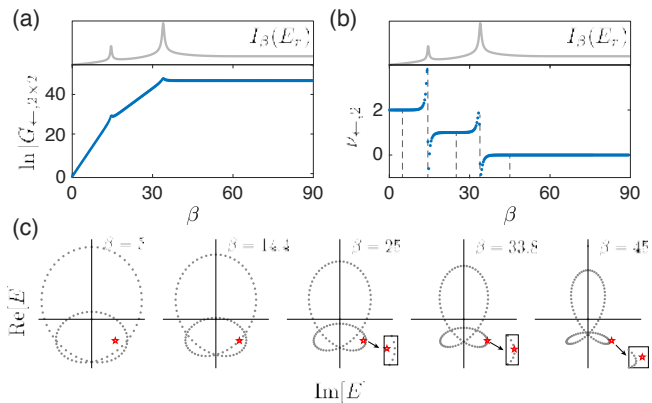 (a)
I_β(E_r)
ln |G_{←,2×2}|
40
20
0
0 30 60 90
β
(b)
I_β(E_r)
ν_{←,2}
2
0
0 30 60 90
β
(c)
β = 5
β = 14.4
β = 25
β = 33.8
β = 45
Re[E]
Im[E]